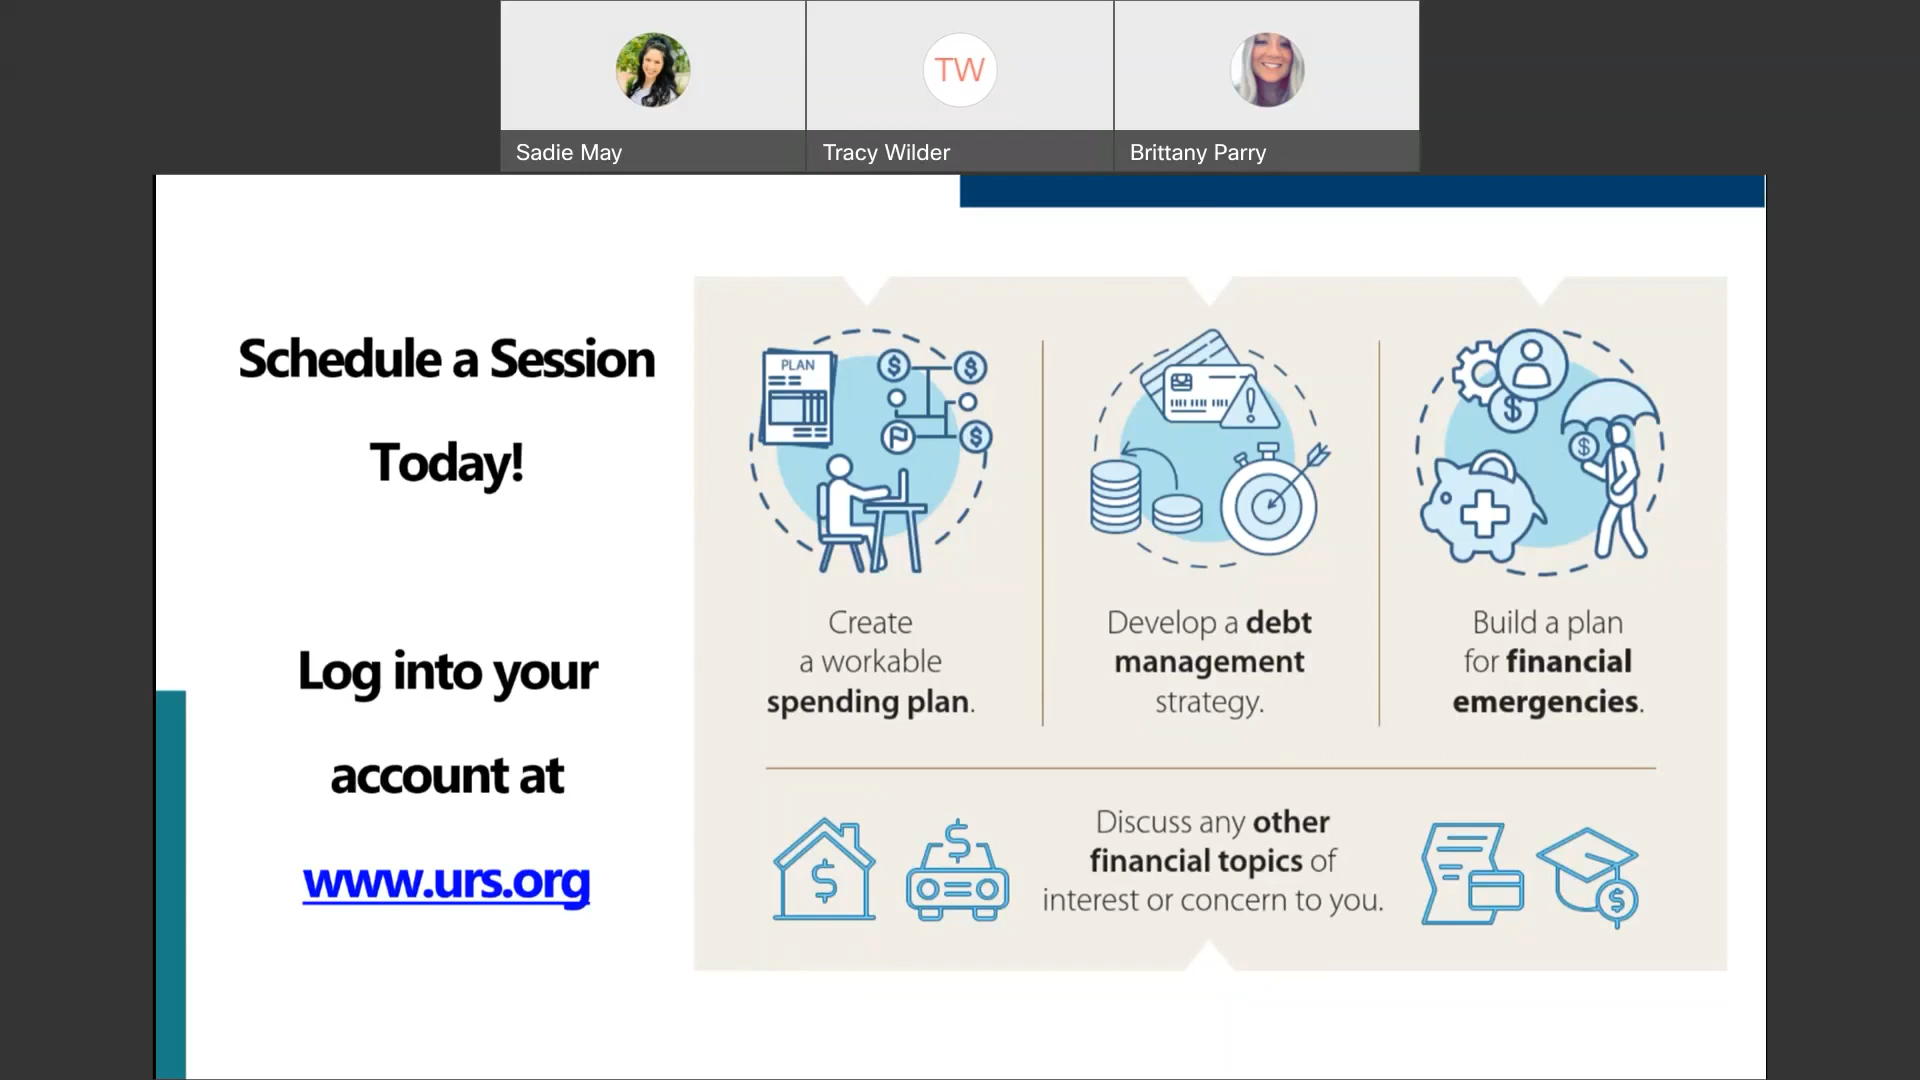 TW
Sadie May
Tracy Wilder
Brittany Parry
Schedule a Session
Today!
Log into your
account at
www.urs.org
PLAN
$
$
$
$
$
Create
a workable
spending plan.
Develop a debt
management
strategy.
Build a plan
for financial
emergencies.
$
$
Discuss any other
financial topics of
interest or concern to you.
$